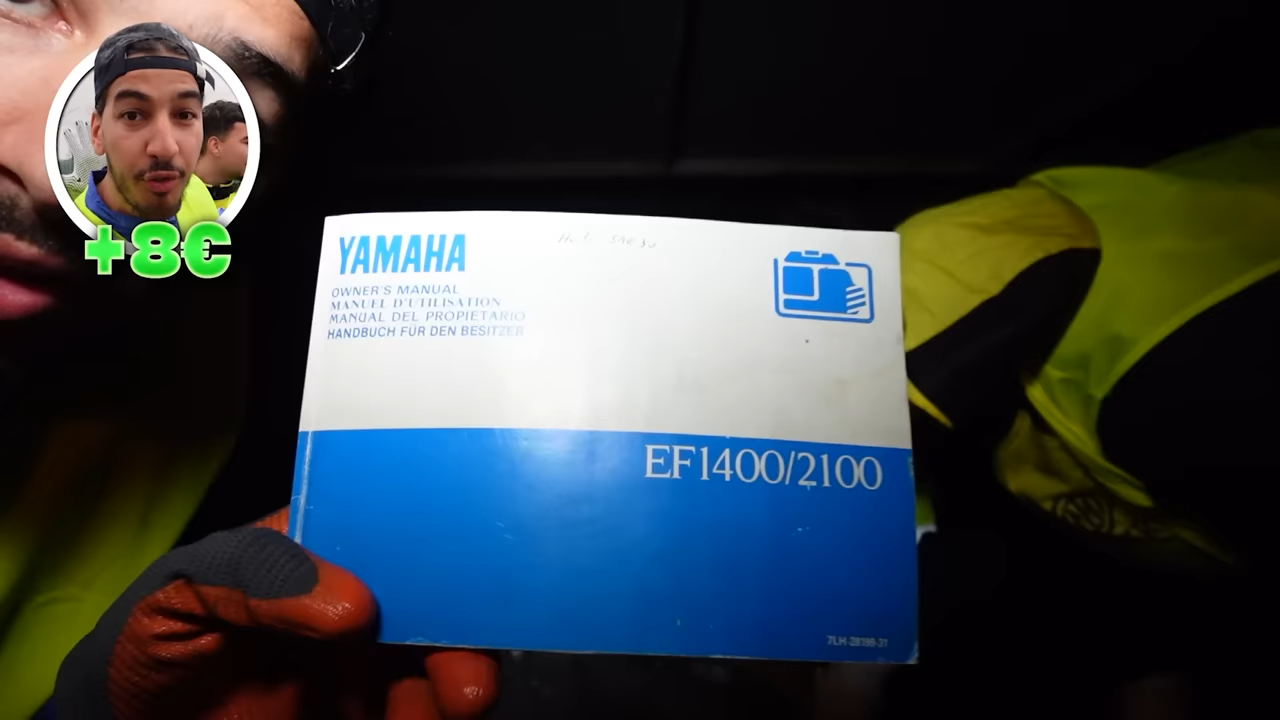 +8€
YAMAHA
OWNER'S MANUAL
MANUEL D'UTILISATION
MANUAL DEL PROPIETARIO
HANDBUCH FÜR DEN BESITZER
EF1400/2100